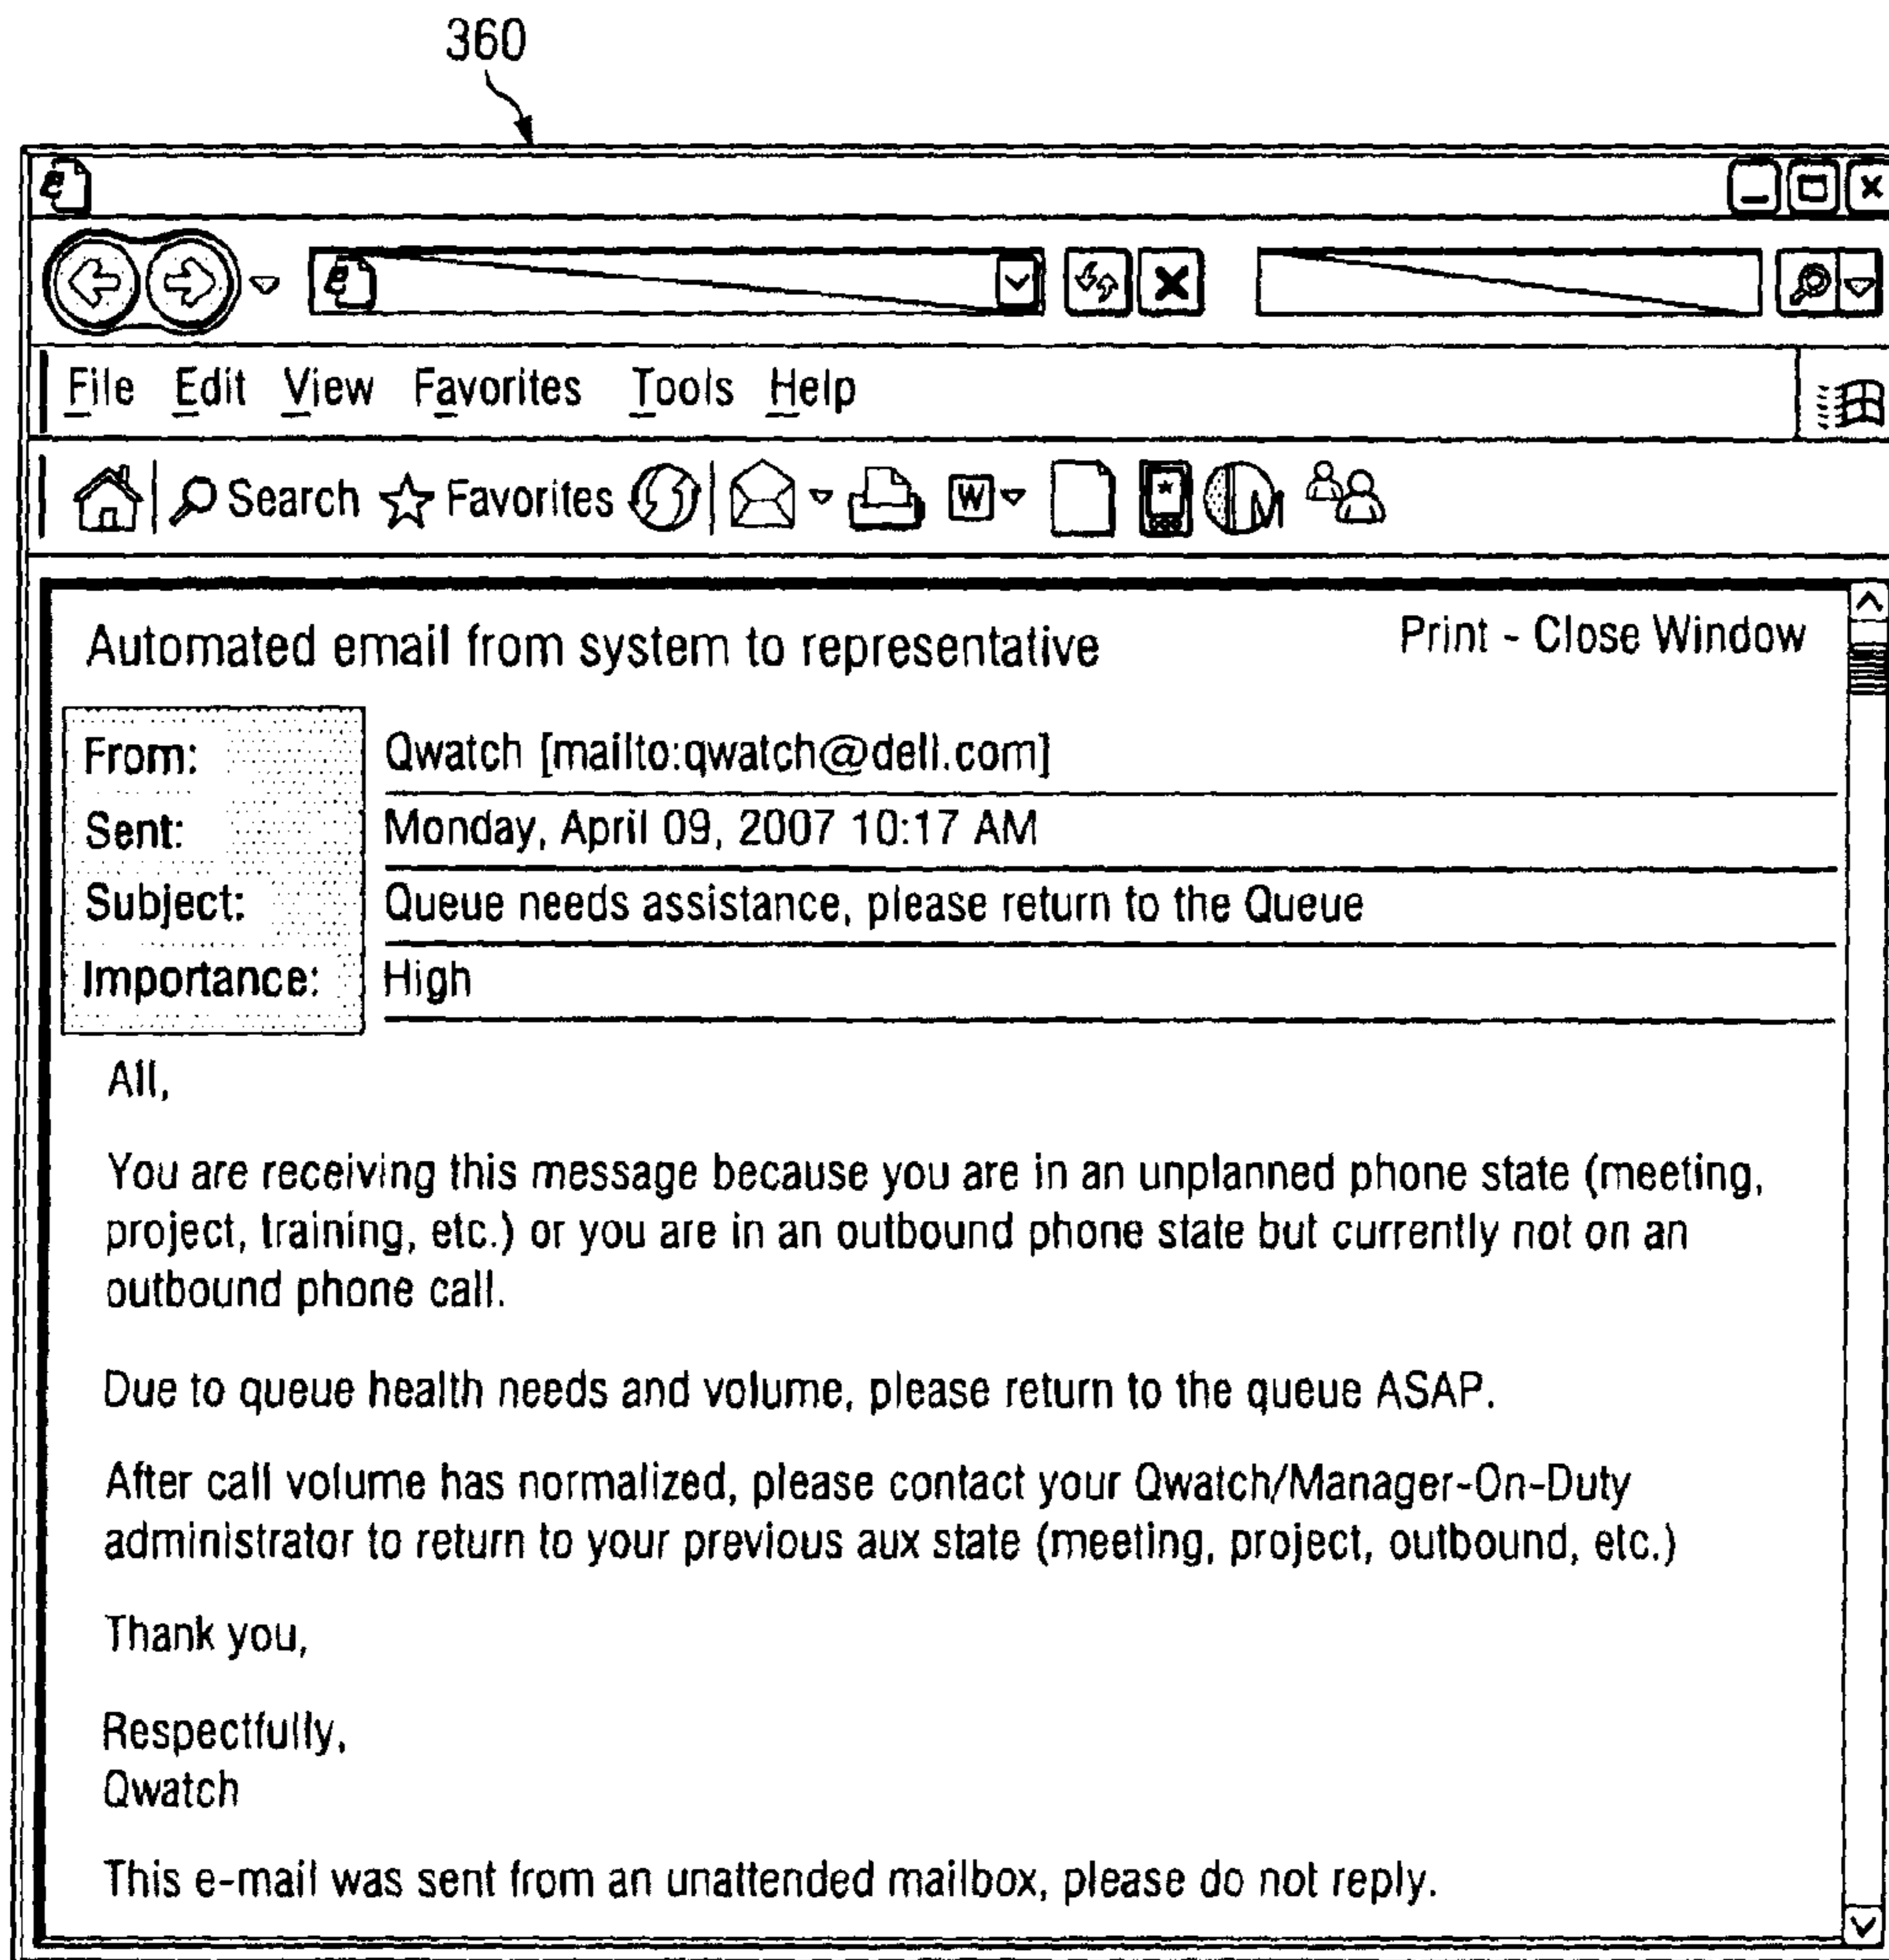 360
File Edit View Favorites Tools Help
Search Favorites W M
Automated email from system to representative Print - Close Window
From: Qwatch [mailto:qwatch@dell.com]
Sent: Monday, April 09, 2007 10:17 AM
Subject: Queue needs assistance, please return to the Queue
Importance: High
All,
You are receiving this message because you are in an unplanned phone state (meeting,
project, training, etc.) or you are in an outbound phone state but currently not on an
outbound phone call.
Due to queue health needs and volume, please return to the queue ASAP.
After call volume has normalized, please contact your Qwatch/Manager-On-Duty
administrator to return to your previous aux state (meeting, project, outbound, etc.)
Thank you,
Respectfully,
Qwatch
This e-mail was sent from an unattended mailbox, please do not reply.